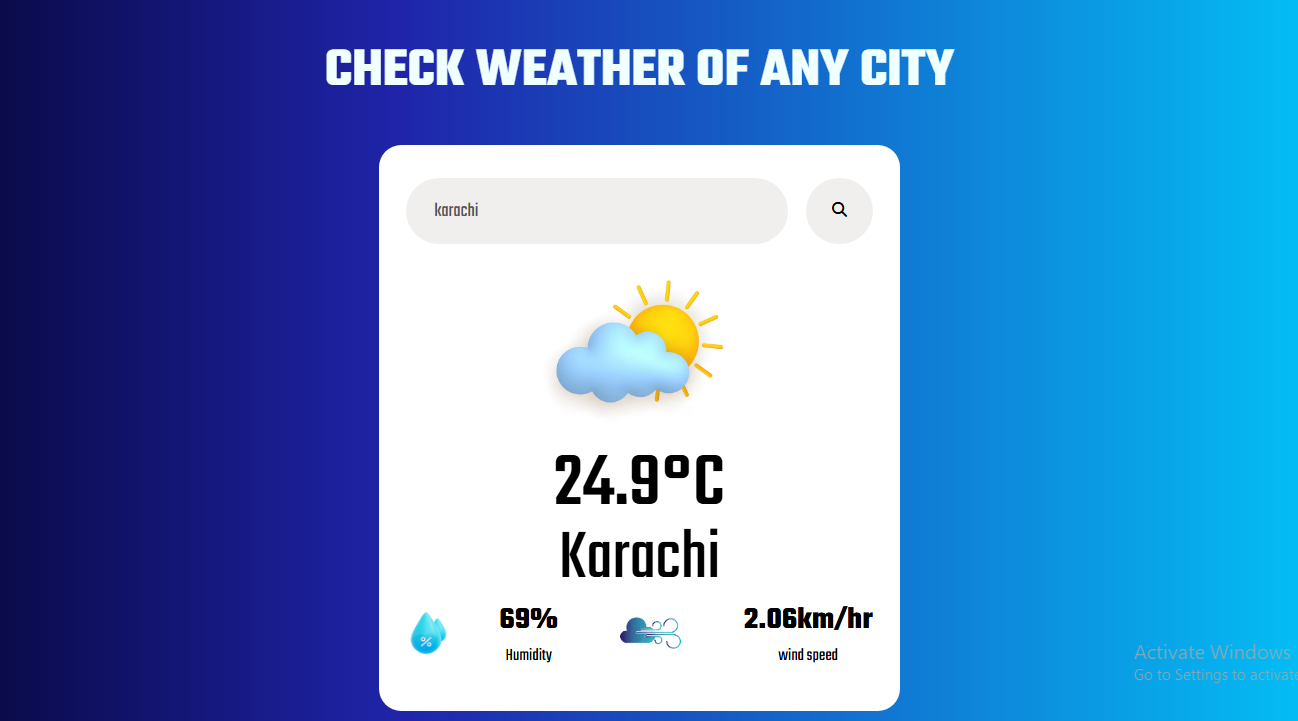 CHECK WEATHER OF ANY CITY
karachi
24.9°C
Karachi
%
69%
2.06km/hr
Humidity
wind speed
Activate Windows
Go to Settings to activate